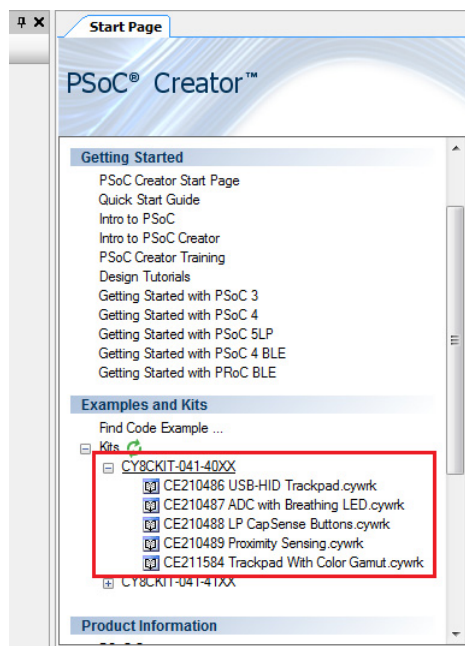 Start Page
PSoC® Creator™
Getting Started
PSoC Creator Start Page
Quick Start Guide
Intro to PSoC
Intro to PSoC Creator
PSoC Creator Training
Design Tutorials
Getting Started with PSoC 3
Getting Started with PSoC 4
Getting Started with PSoC 5LP
Getting Started with PSoC 4 BLE
Getting Started with PRoC BLE
Examples and Kits
Find Code Example ...
Kits
CY8CKIT-041-40XX
CE210486 USB-HID Trackpad.cywrk
CE210487 ADC with Breathing LED.cywrk
CE210488 LP CapSense Buttons.cywrk
CE210489 Proximity Sensing.cywrk
CE211584 Trackpad With Color Gamut.cywrk
CY8CKIT-041-41XX
Product Information